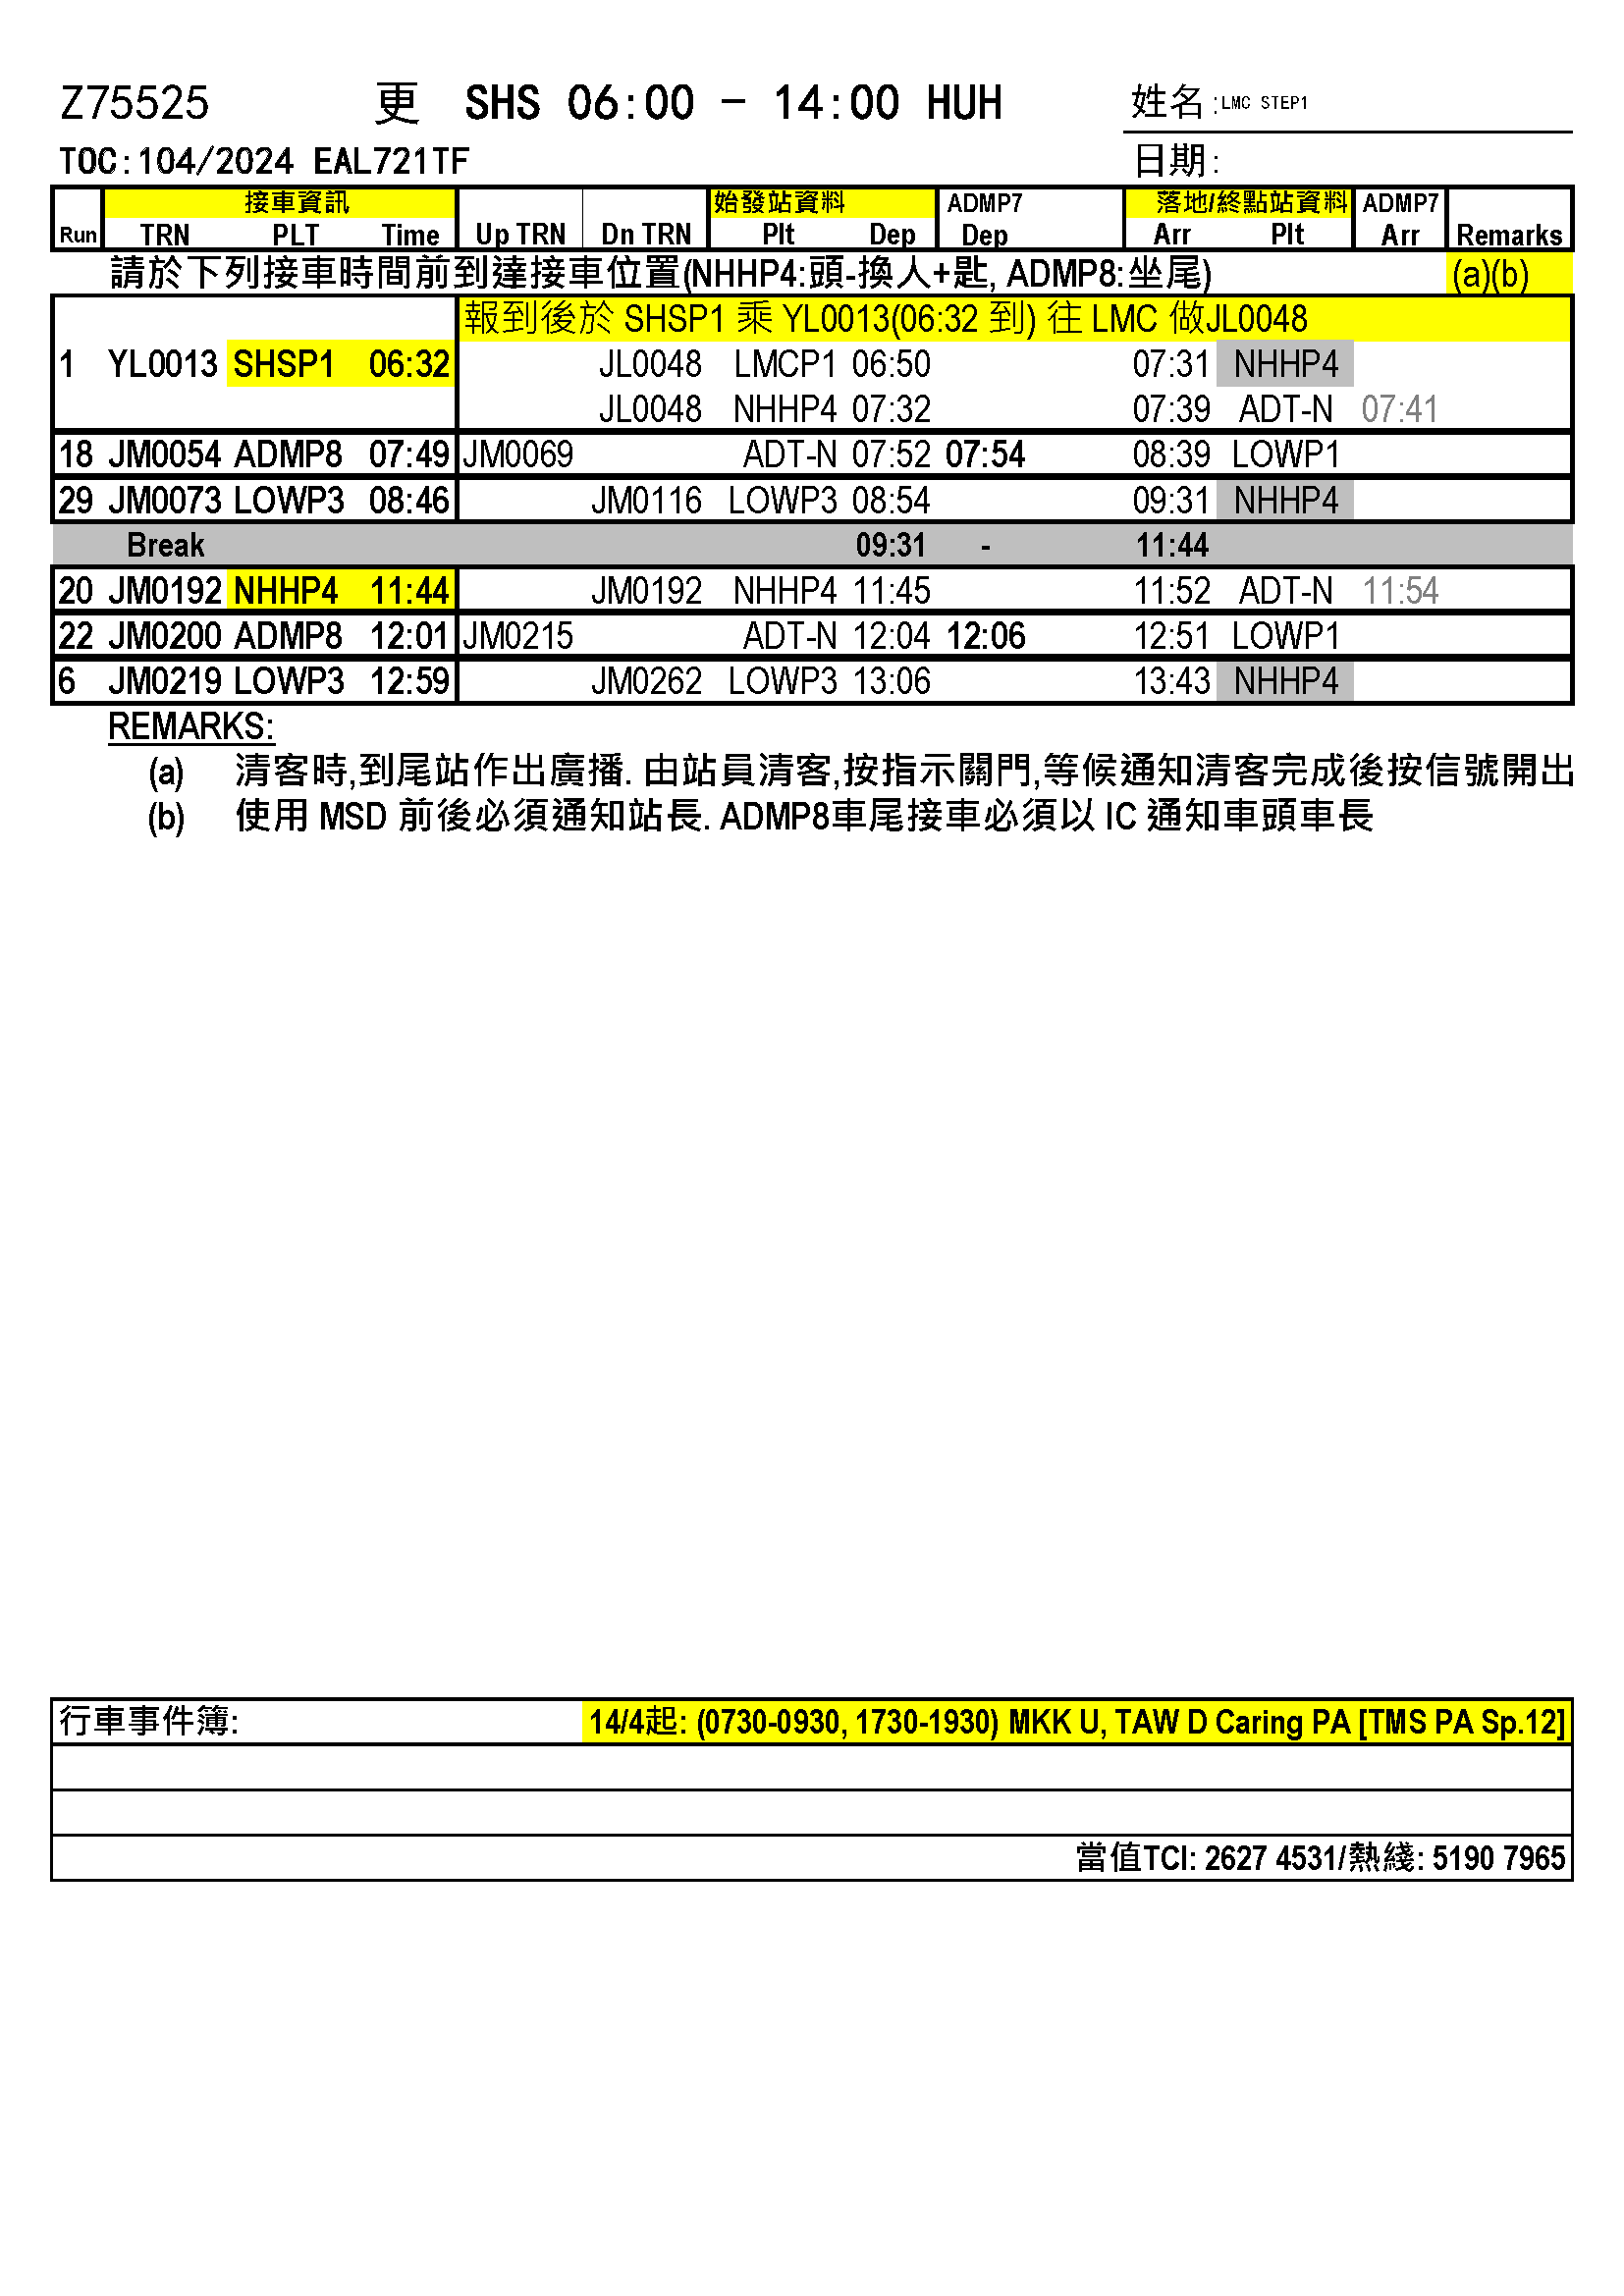 Z75525 更 SHS 06:00 - 14:00 HUH 姓名:LMC STEP1
TOC:104/2024 EAL721TF 日期:
接車資訊 始發站資料 ADMP7 落地/終點站資料 ADMP7
Run TRN PLT Time Up TRN Dn TRN Plt Dep Dep Arr Plt Arr Remarks
請於下列接車時間前到達接車位置(NHHP4:頭-換人+匙, ADMP8:坐尾) (a)(b)
報到後於 SHSP1 乘 YL0013(06:32 到) 往 LMC 做JL0048
1 YL0013 SHSP1 06:32 JL0048 LMCP1 06:50 07:31 NHHP4
JL0048 NHHP4 07:32 07:39 ADT-N 07:41
18 JM0054 ADMP8 07:49 JM0069 ADT-N 07:52 07:54 08:39 LOWP1
29 JM0073 LOWP3 08:46 JM0116 LOWP3 08:54 09:31 NHHP4
Break 09:31 - 11:44
20 JM0192 NHHP4 11:44 JM0192 NHHP4 11:45 11:52 ADT-N 11:54
22 JM0200 ADMP8 12:01 JM0215 ADT-N 12:04 12:06 12:51 LOWP1
6 JM0219 LOWP3 12:59 JM0262 LOWP3 13:06 13:43 NHHP4
REMARKS:
(a) 清客時,到尾站作出廣播. 由站員清客,按指示關門,等候通知清客完成後按信號開出
(b) 使用 MSD 前後必須通知站長. ADMP8車尾接車必須以 IC 通知車頭車長
行車事件簿: 14/4起: (0730-0930, 1730-1930) MKK U, TAW D Caring PA [TMS PA Sp.12]
當值TCI: 2627 4531/熱綫: 5190 7965